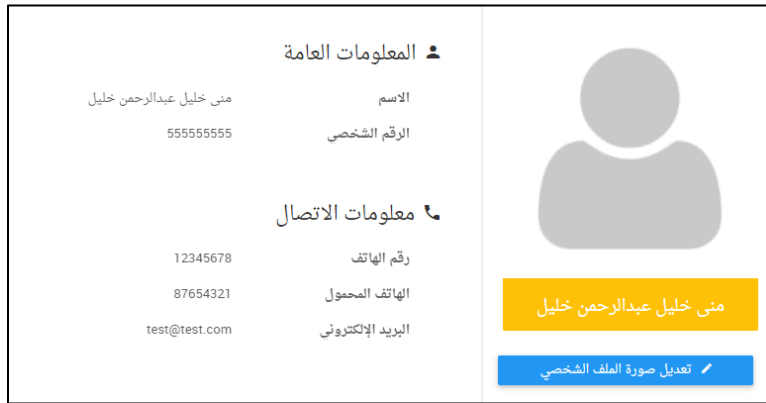 المعلومات العامة
الاسم منى خليل عبدالرحمن خليل
الرقم الشخصي 555555555
معلومات الاتصال
رقم الهاتف 12345678
الهاتف المحمول 87654321
البريد الإلكتروني test@test.com
منى خليل عبدالرحمن خليل
تعديل صورة الملف الشخصي